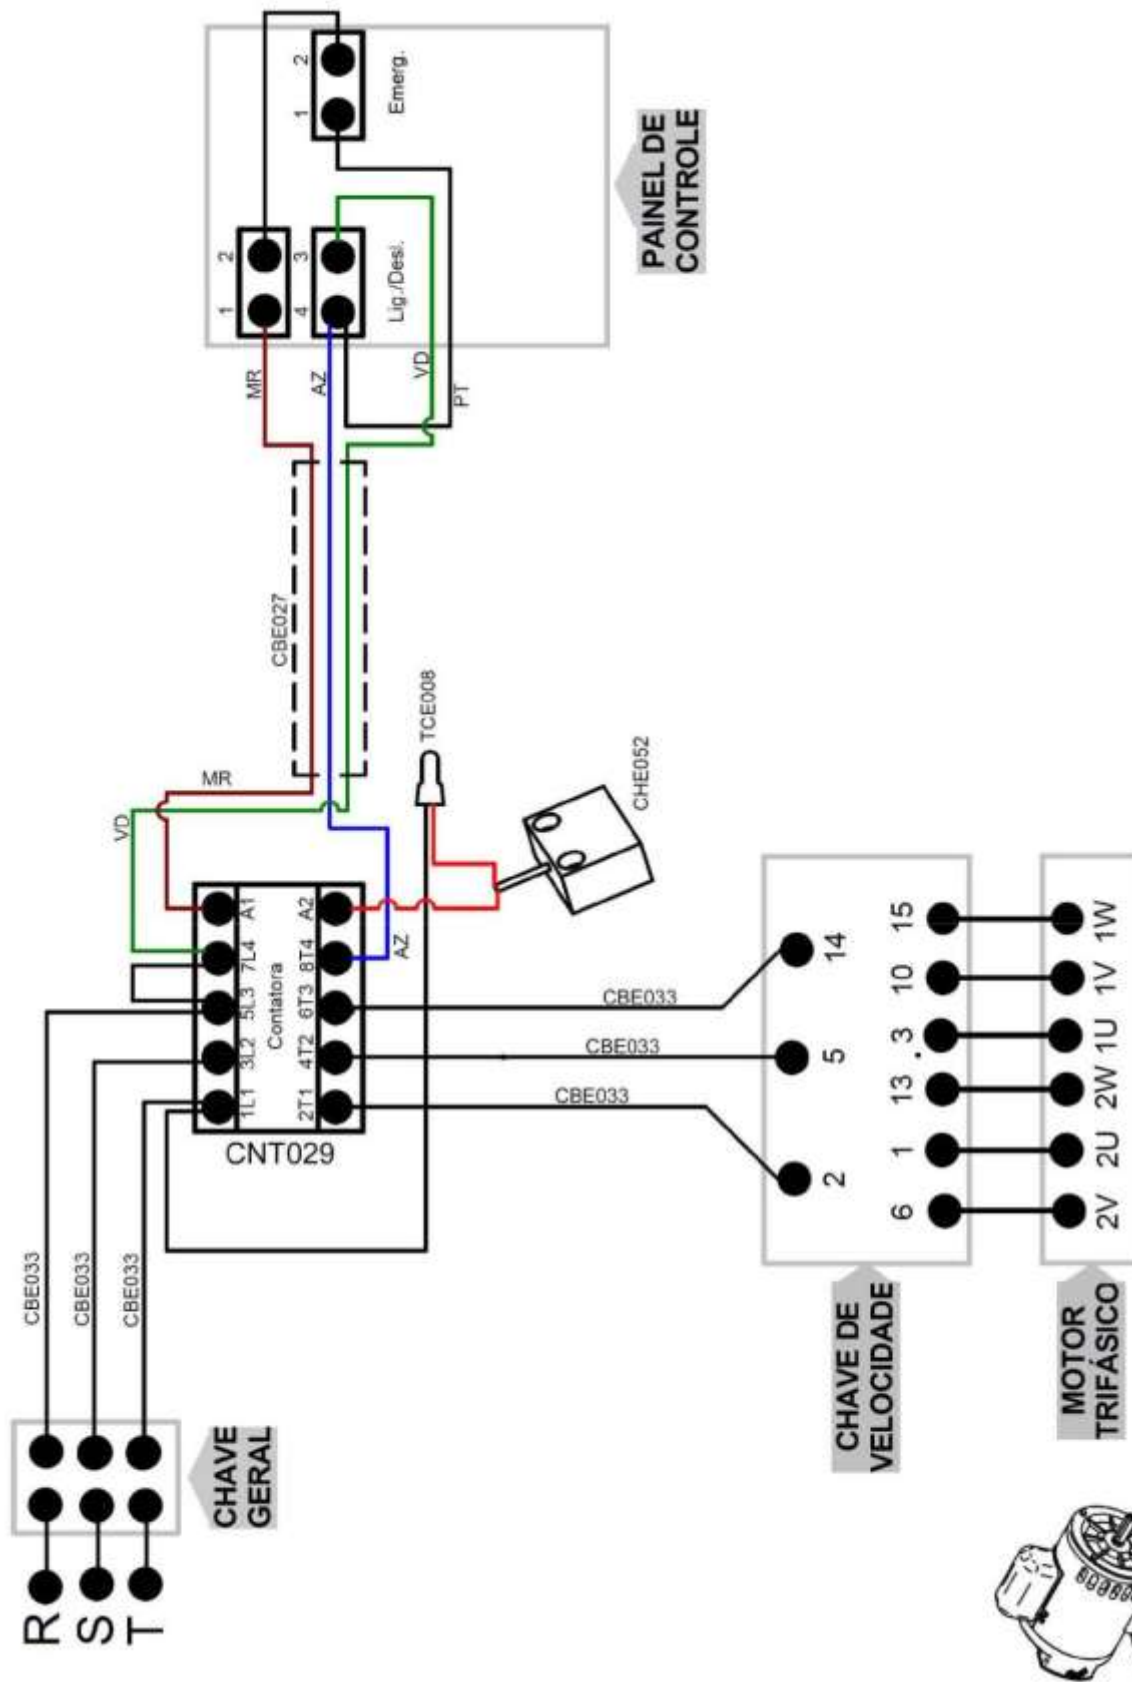 R
S
T
CHAVE
GERAL
CBE033
CBE033
CBE033
CNT029
Contatora
1L1
3L2
5L3
7L4
A1
2T1
4T2
6T3
8T4
A2
VD
MR
AZ
CBE027
TCE008
CHE052
MR
AZ
VD
PT
1
2
4
3
Lig./Desl.
1
2
Emerg.
PAINEL DE
CONTROLE
CBE033
CBE033
CBE033
2
5
14
6
1
13
3
10
15
CHAVE DE
VELOCIDADE
2V
2U
2W
1U
1V
1W
MOTOR
TRIFÁSICO